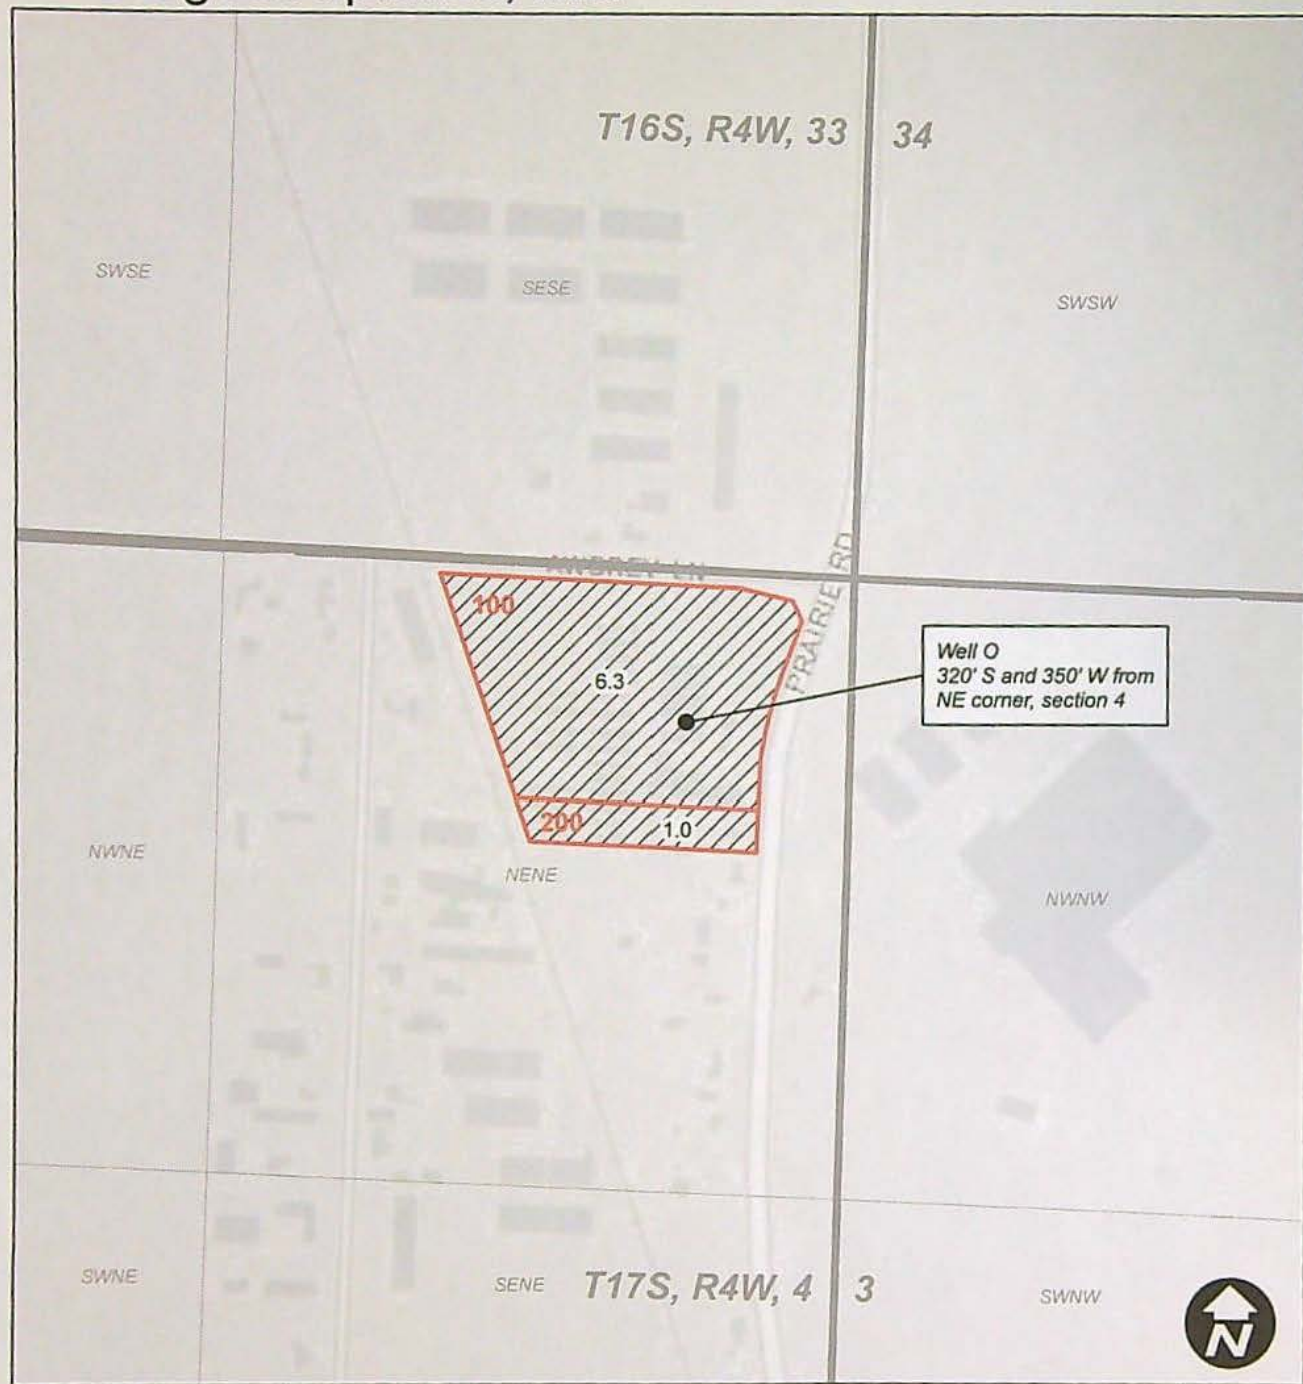 T16S, R4W, 33 34
SWSE
SESE
SWSW
AWBREY LN
PRAIRIE RD
100
6.3
Well O
320' S and 350' W from
NE corner, section 4
200
1.0
NWNE
NENE
NWNW
SWNE
SENE
T17S, R4W, 4 3
SWNW
N